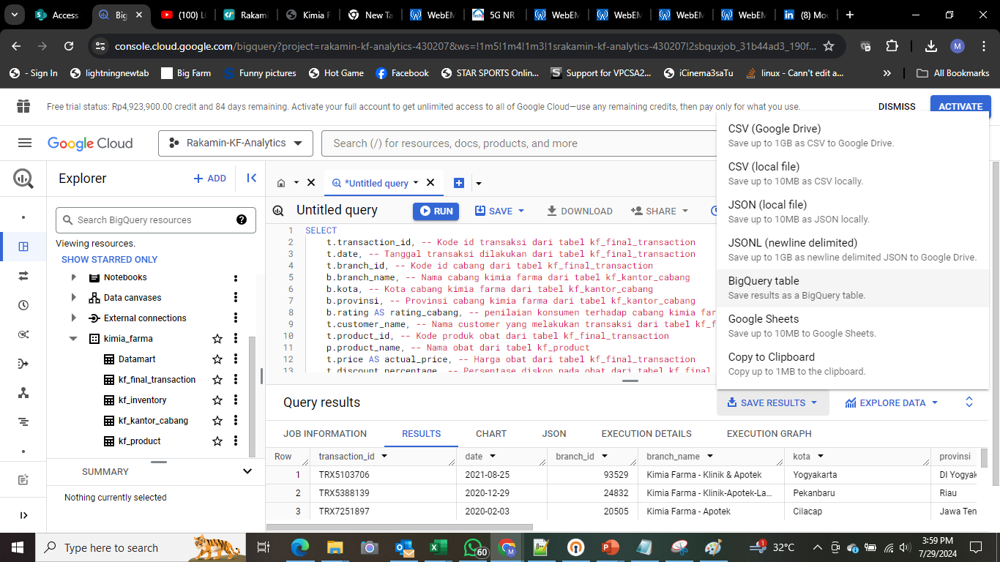 Access
Big
(100) L
Rakami
Kimia F
New Ta
WebEM
5G NR
WebEM
WebEM
WebEM
WebEM
(8) Mo
console.cloud.google.com/bigquery?project=rakamin-kf-analytics-430207&ws=!1m5!1m4!1m3!1srakamin-kf-analytics-430207!2sbquxjob_31b44ad3_190f...
M
- Sign In
lightningnewtab
Big Farm
Funny pictures
Hot Game
Facebook
STAR SPORTS Onlin...
Support for VPCSA2...
iCinema3saTu
linux - Cann't edit a...
»
All Bookmarks
Free trial status: Rp4,923,900.00 credit and 84 days remaining. Activate your full account to get unlimited access to all of Google Cloud—use any remaining credits, then pay only for what you use.
DISMISS
ACTIVATE
Google Cloud
Rakamin-KF-Analytics
Search (/) for resources, docs, products, and more
Explorer
+ ADD
Search BigQuery resources
Viewing resources.
SHOW STARRED ONLY
Notebooks
Data canvases
External connections
kimia_farma
Datamart
kf_final_transaction
kf_inventory
kf_kantor_cabang
kf_product
SUMMARY
Nothing currently selected
*Untitled query
Untitled query
RUN
SAVE
DOWNLOAD
SHARE
1 SELECT
2 t.transaction_id, -- Kode id transaksi dari tabel kf_final_transaction
3 t.date, -- Tanggal transaksi dilakukan dari tabel kf_final_transaction
4 t.branch_id, -- Kode id cabang dari tabel kf_final_transaction
5 b.branch_name, -- Nama cabang kimia farma dari tabel kf_kantor_cabang
6 b.kota, -- Kota cabang kimia farma dari tabel kf_kantor_cabang
7 b.provinsi, -- Provinsi cabang kimia farma dari tabel kf_kantor_cabang
8 b.rating AS rating_cabang, -- penilaian konsumen terhadap cabang kimia far
9 t.customer_name, -- Nama customer yang melakukan transaksi dari tabel kf_f
10 t.product_id, -- Kode produk obat dari tabel kf_final_transaction
11 p.product_name, -- Nama obat dari tabel kf_product
12 t.price AS actual_price, -- Harga obat dari tabel kf_final_transaction
13 t.discount_percentage, -- Persentase diskon pada obat dari tabel kf_final_
CSV (Google Drive)
Save up to 1GB as CSV to Google Drive.
CSV (local file)
Save up to 10MB as CSV locally.
JSON (local file)
Save up to 10MB as JSON locally.
JSONL (newline delimited)
Save up to 1GB as newline delimited JSON to Google Drive.
BigQuery table
Save results as a BigQuery table.
Google Sheets
Save up to 10MB to Google Sheets.
Copy to Clipboard
Copy up to 1MB to the clipboard.
Query results
SAVE RESULTS
EXPLORE DATA
JOB INFORMATION
RESULTS
CHART
JSON
EXECUTION DETAILS
EXECUTION GRAPH
Row transaction_id date branch_id branch_name kota provinsi
1 TRX5103706 2021-08-25 93529 Kimia Farma - Klinik & Apotek Yogyakarta DI Yogyak
2 TRX5388139 2020-12-29 24832 Kimia Farma - Klinik-Apotek-La... Pekanbaru Riau
3 TRX7251897 2020-02-03 20505 Kimia Farma - Apotek Cilacap Jawa Ten
Type here to search
60
M
1
32°C
3:59 PM
7/29/2024